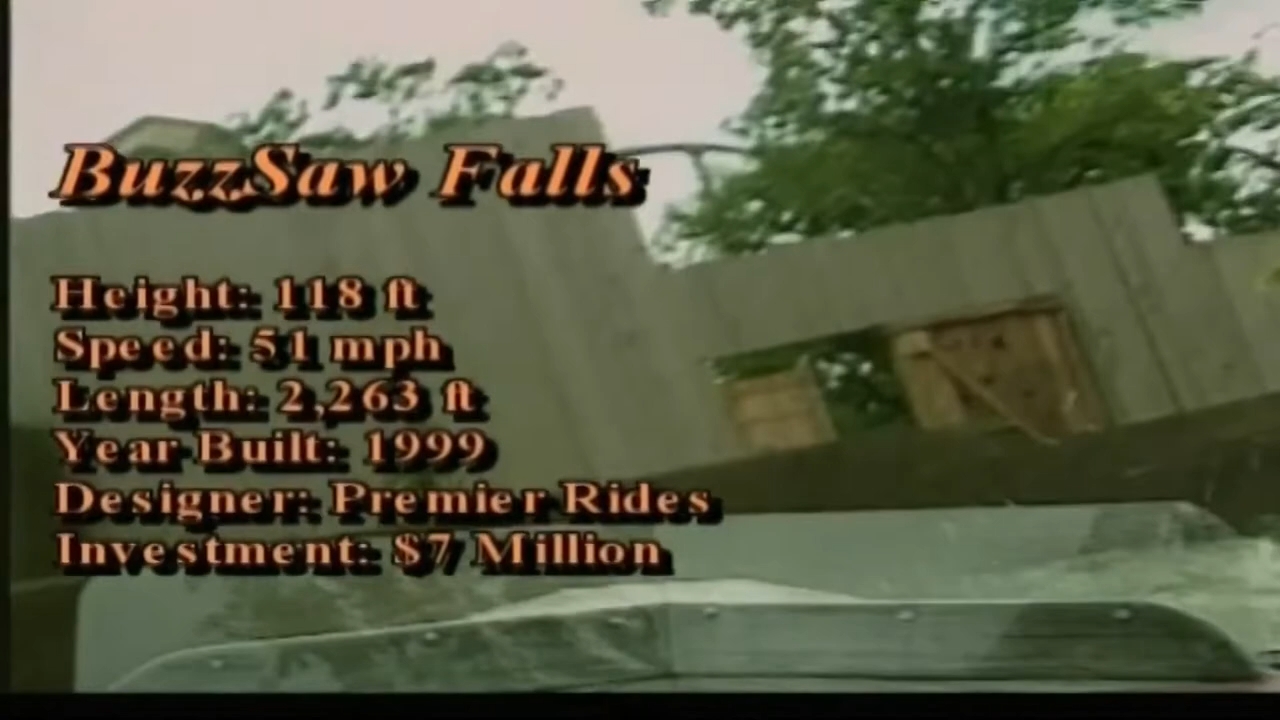 BuzzSaw Falls
Height: 118 ft
Speed: 51 mph
Length: 2,263 ft
Year Built: 1999
Designer: Premier Rides
Investment: $7 Million